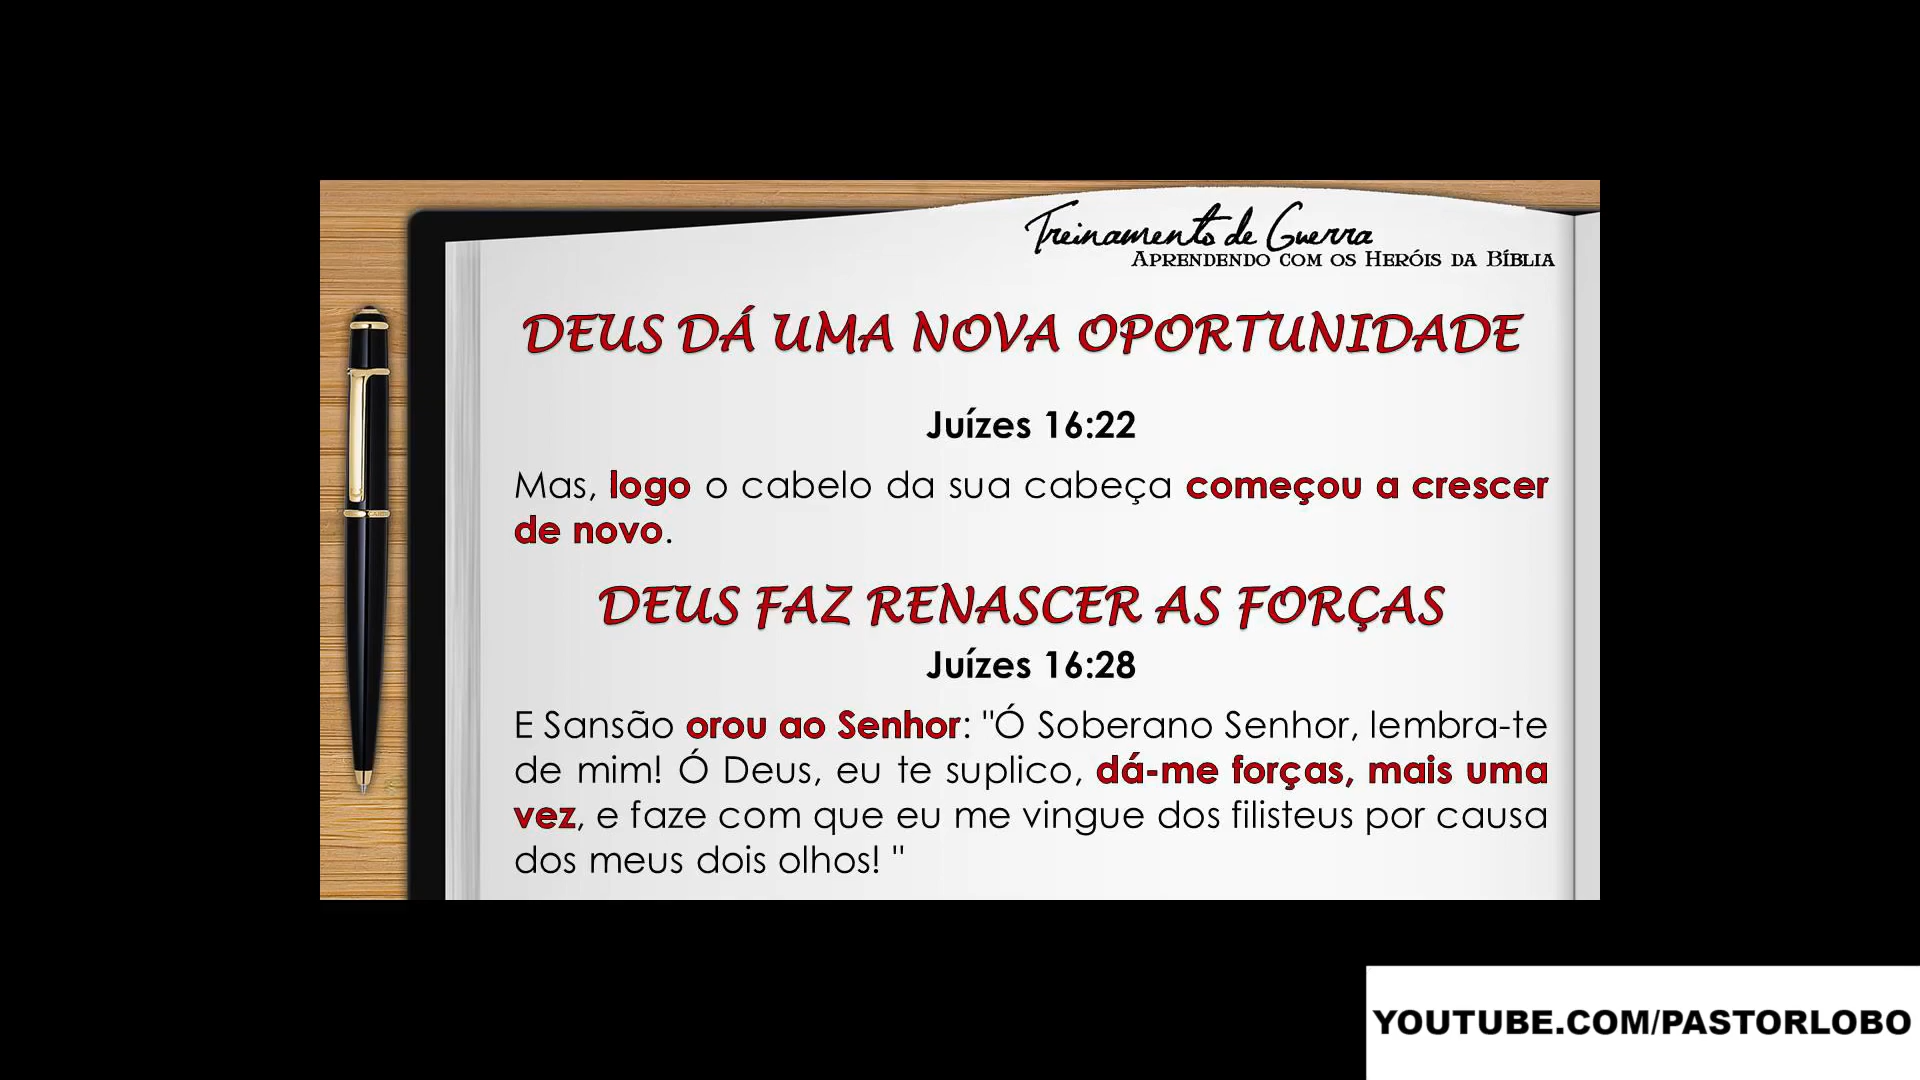 Treinamento de Guerra
Aprendendo com os Heróis da Bíblia
DEUS DÁ UMA NOVA OPORTUNIDADE
Juízes 16:22
Mas, logo o cabelo da sua cabeça começou a crescer
de novo.
DEUS FAZ RENASCER AS FORÇAS
Juízes 16:28
E Sansão orou ao Senhor: "Ó Soberano Senhor, lembra-te
de mim! Ó Deus, eu te suplico, dá-me forças, mais uma
vez, e faze com que eu me vingue dos filisteus por causa
dos meus dois olhos! "
YOUTUBE.COM/PASTORLOBO